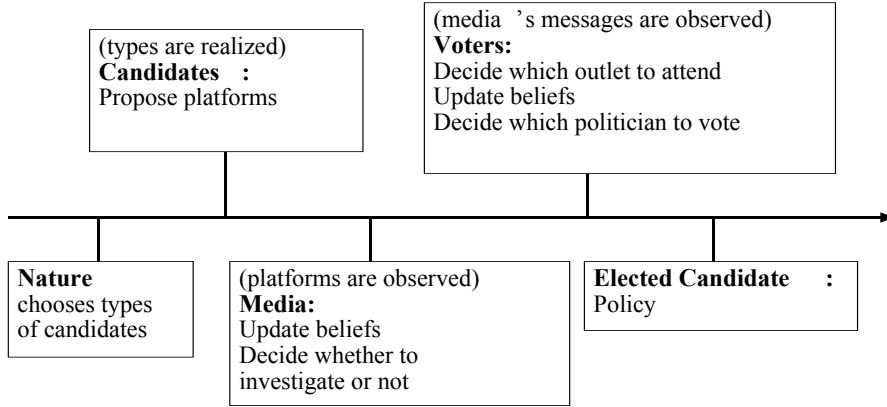 (types are realized)
Candidates :
Propose platforms
(media ’s messages are observed)
Voters:
Decide which outlet to attend
Update beliefs
Decide which politician to vote
Nature
chooses types
of candidates
(platforms are observed)
Media:
Update beliefs
Decide whether to
investigate or not
Elected Candidate :
Policy